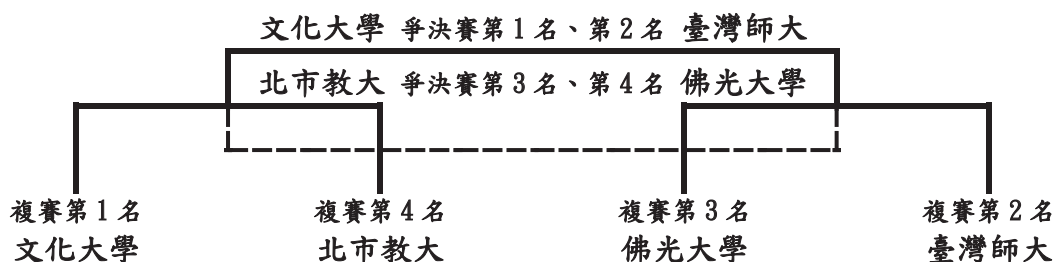 文化大學 爭決賽第1名、第2名 臺灣師大
北市教大 爭決賽第3名、第4名 佛光大學
複賽第1名 複賽第4名 複賽第3名 複賽第2名
文化大學 北市教大 佛光大學 臺灣師大